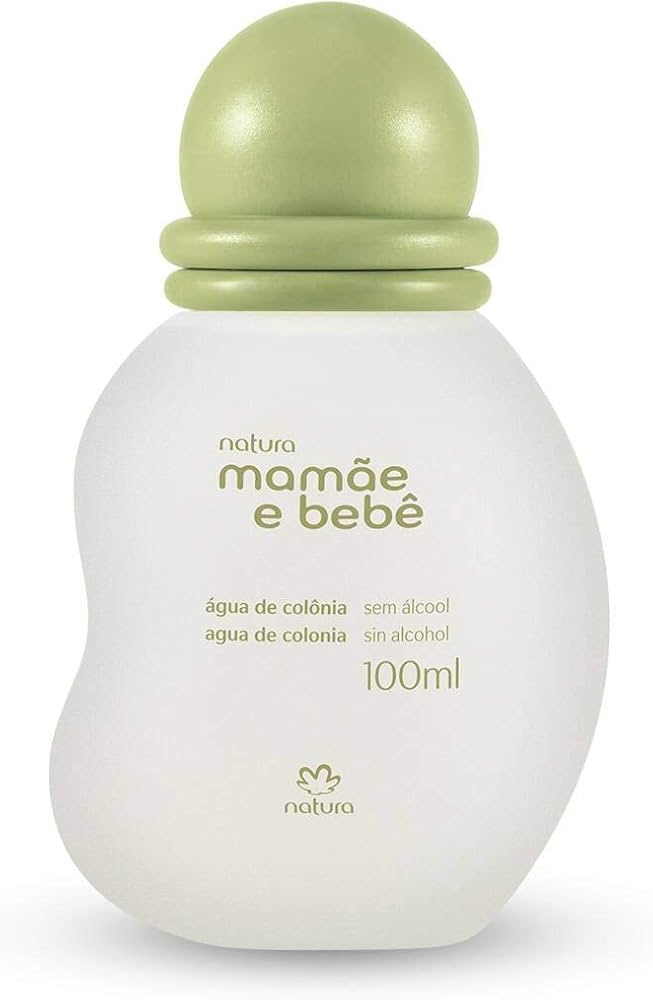 natura
mamãe
e bebê
água de colônia sem álcool
agua de colonia sin alcohol
100ml
natura